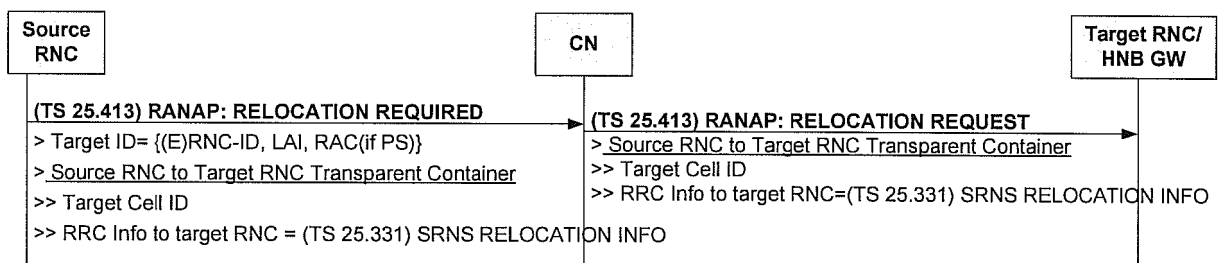 Source
RNC
CN
Target RNC/
HNB GW
(TS 25.413) RANAP: RELOCATION REQUIRED
> Target ID= {(E)RNC-ID, LAI, RAC(if PS)}
> Source RNC to Target RNC Transparent Container
>> Target Cell ID
>> RRC Info to target RNC = (TS 25.331) SRNS RELOCATION INFO
(TS 25.413) RANAP: RELOCATION REQUEST
> Source RNC to Target RNC Transparent Container
>> Target Cell ID
>> RRC Info to target RNC=(TS 25.331) SRNS RELOCATION INFO